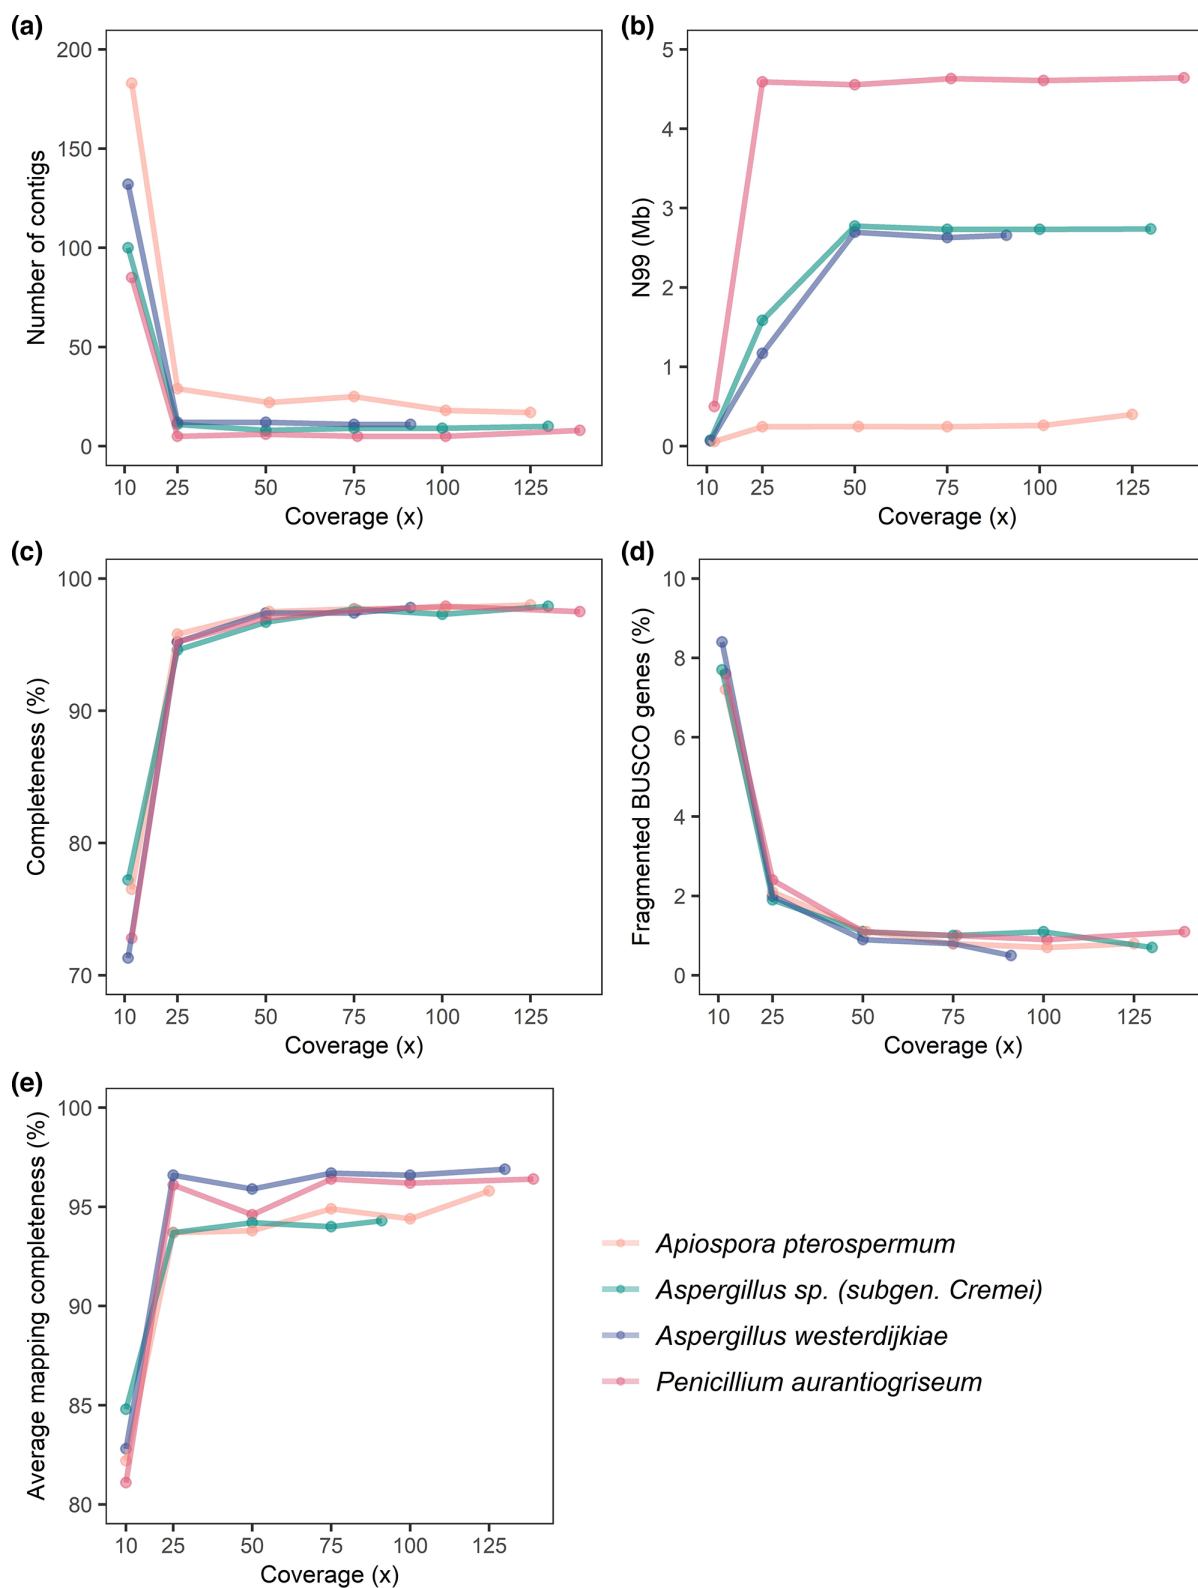 (a)
200
150
100
50
0
Number of contigs
10 25 50 75 100 125
Coverage (x)
(b)
5
4
3
2
1
0
N99 (Mb)
10 25 50 75 100 125
Coverage (x)
(c)
100
90
80
70
Completeness (%)
10 25 50 75 100 125
Coverage (x)
(d)
10
8
6
4
2
0
Fragmented BUSCO genes (%)
10 25 50 75 100 125
Coverage (x)
(e)
100
95
90
85
80
Average mapping completeness (%)
10 25 50 75 100 125
Coverage (x)
Apiospora pterospermum
Aspergillus sp. (subgen. Cremei)
Aspergillus westerdijkiae
Penicillium aurantiogriseum